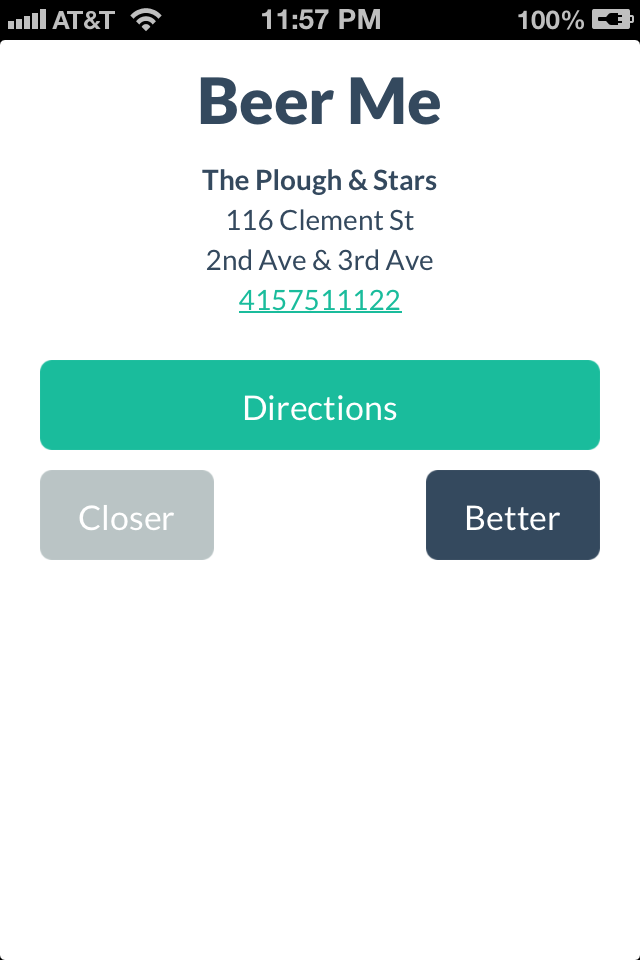 AT&T 11:57 PM 100%
Beer Me
The Plough & Stars
116 Clement St
2nd Ave & 3rd Ave
4157511122
Directions
Closer Better